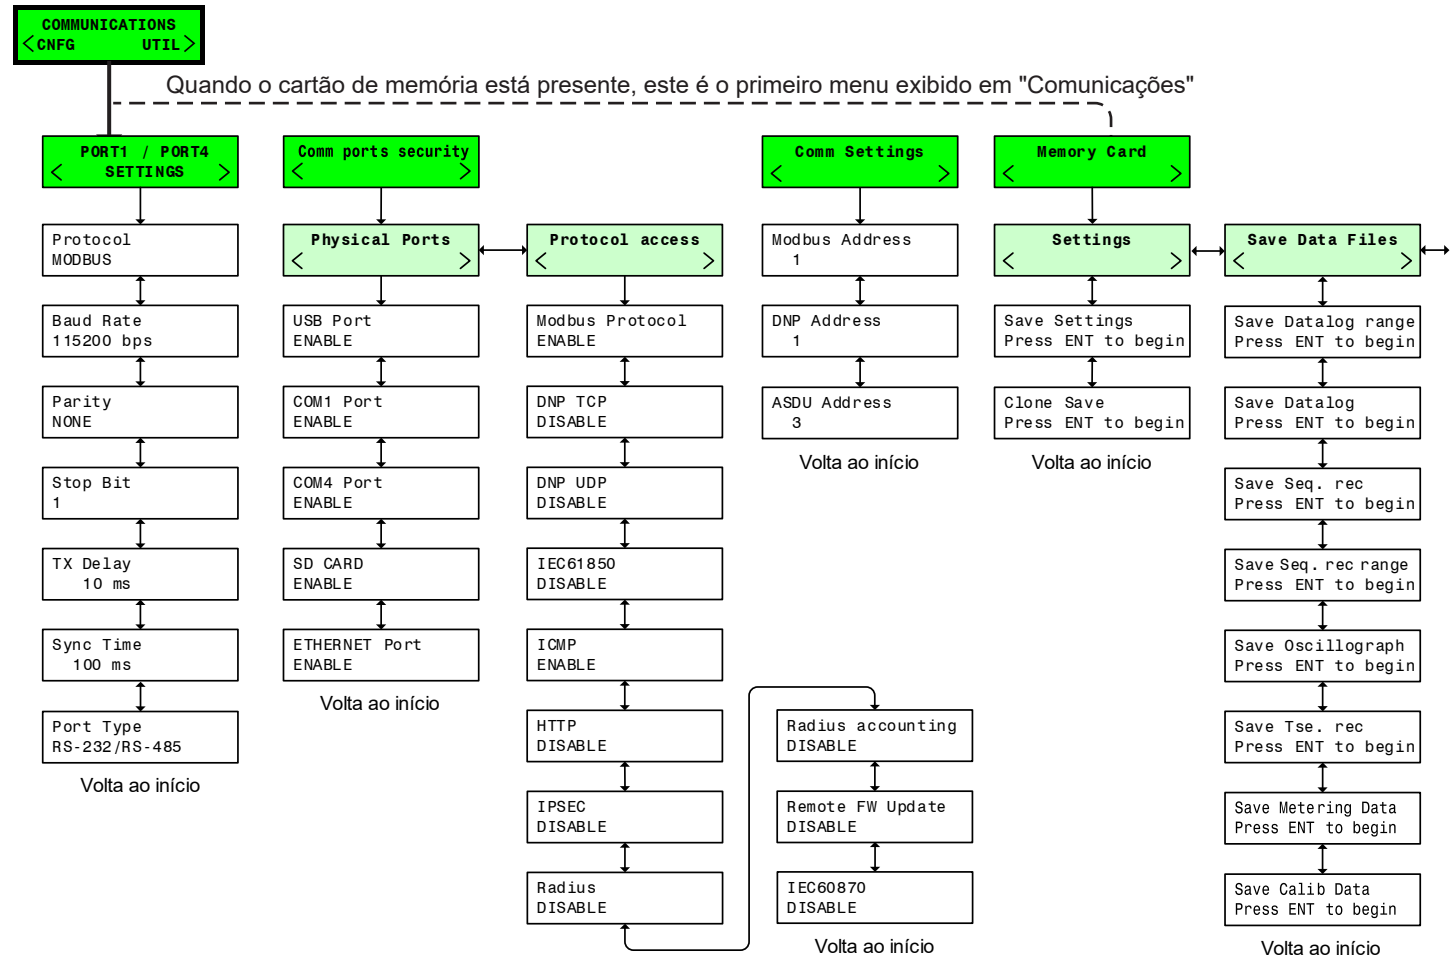 COMMUNICATIONS
<CNFG UTIL>
Quando o cartão de memória está presente, este é o primeiro menu exibido em "Comunicações"
PORT1 / PORT4
< SETTINGS >
Protocol
MODBUS
Baud Rate
115200 bps
Parity
NONE
Stop Bit
1
TX Delay
10 ms
Sync Time
100 ms
Port Type
RS-232/RS-485
Volta ao início
Comm ports security
< >
Physical Ports
< >
USB Port
ENABLE
COM1 Port
ENABLE
COM4 Port
ENABLE
SD CARD
ENABLE
ETHERNET Port
ENABLE
Volta ao início
Protocol access
< >
Modbus Protocol
ENABLE
DNP TCP
DISABLE
DNP UDP
DISABLE
IEC61850
DISABLE
ICMP
ENABLE
HTTP
DISABLE
IPSEC
DISABLE
Radius
DISABLE
Radius accounting
DISABLE
Remote FW Update
DISABLE
IEC60870
DISABLE
Volta ao início
Comm Settings
< >
Modbus Address
1
DNP Address
1
ASDU Address
3
Volta ao início
Memory Card
< >
Settings
< >
Save Settings
Press ENT to begin
Clone Save
Press ENT to begin
Volta ao início
Save Data Files
< >
Save Datalog range
Press ENT to begin
Save Datalog
Press ENT to begin
Save Seq. rec
Press ENT to begin
Save Seq. rec range
Press ENT to begin
Save Oscillograph
Press ENT to begin
Save Tse. rec
Press ENT to begin
Save Metering Data
Press ENT to begin
Save Calib Data
Press ENT to begin
Volta ao início